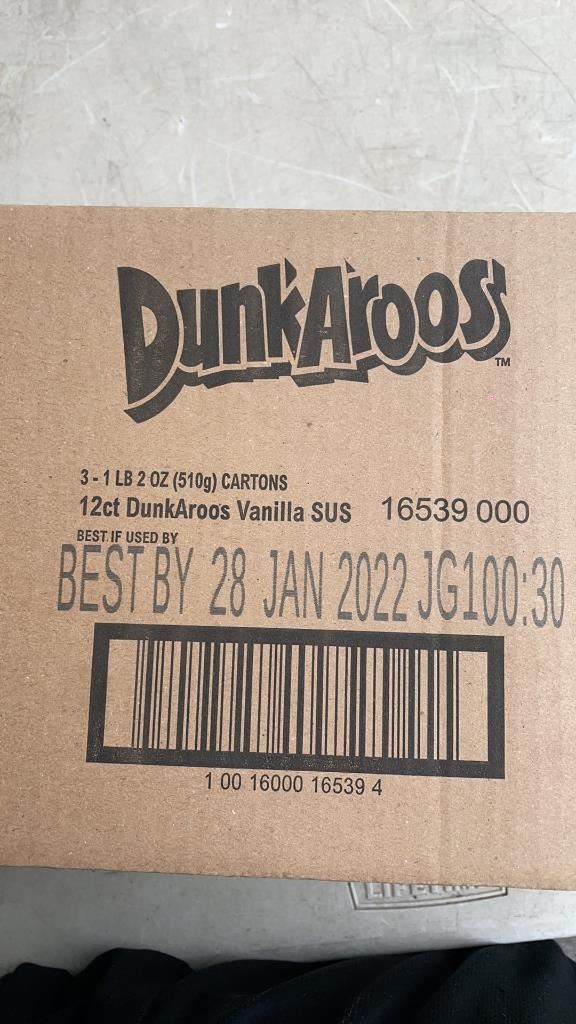 DunkAroos
TM
3 - 1 LB 2 OZ (510g) CARTONS
12ct DunkAroos Vanilla SUS 16539 000
BEST IF USED BY
BEST BY 28 JAN 2022 JG100:30
1 00 16000 16539 4